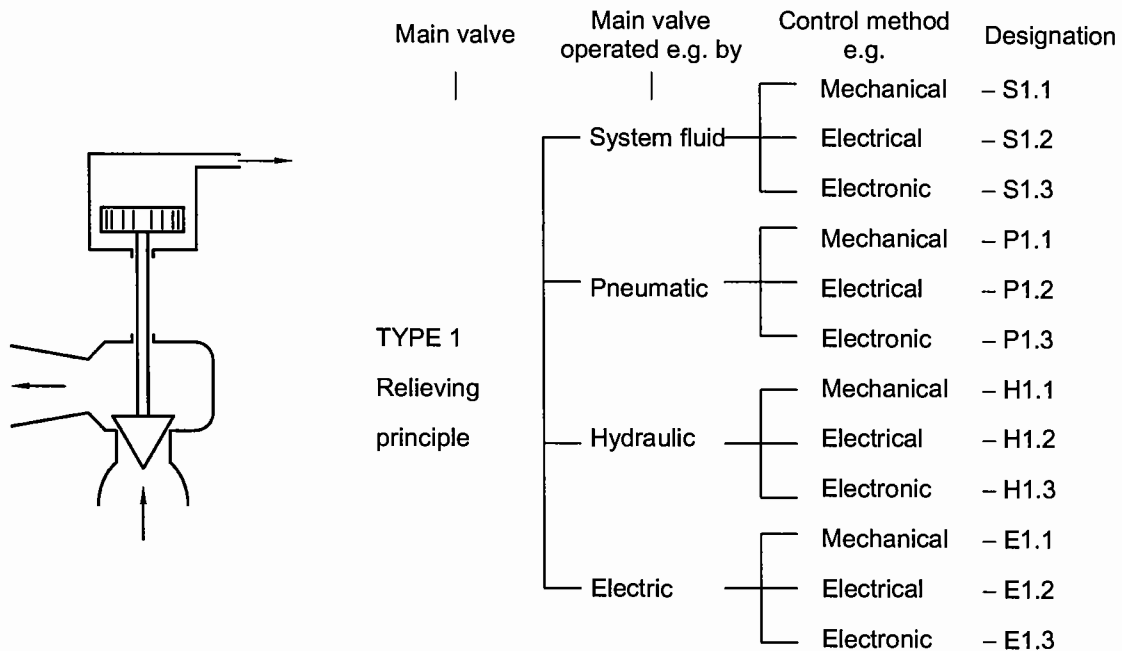 Main valve
Main valve
operated e.g. by
Control method
e.g.
Designation
TYPE 1
Relieving
principle
System fluid
Mechanical – S1.1
Electrical – S1.2
Electronic – S1.3
Pneumatic
Mechanical – P1.1
Electrical – P1.2
Electronic – P1.3
Hydraulic
Mechanical – H1.1
Electrical – H1.2
Electronic – H1.3
Electric
Mechanical – E1.1
Electrical – E1.2
Electronic – E1.3